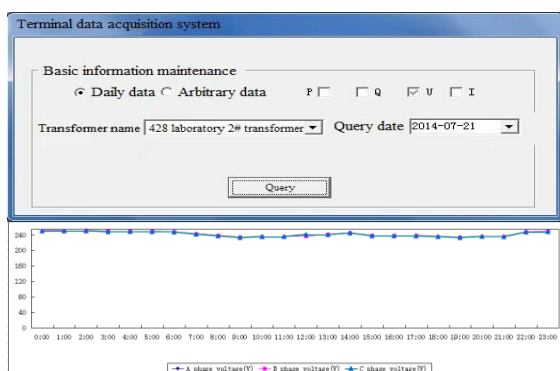 Terminal data acquisition system
Basic information maintenance
Daily data Arbitrary data P Q U I
Transformer name 428 laboratory 2# transformer Query date 2014-07-21
Query
240
200
160
120
80
40
0
0:00 1:00 2:00 3:00 4:00 5:00 6:00 7:00 8:00 9:00 10:00 11:00 12:00 13:00 14:00 15:00 16:00 17:00 18:00 19:00 20:00 21:00 22:00 23:00
A phase voltage(V) B phase voltage(V) C phase voltage(V)